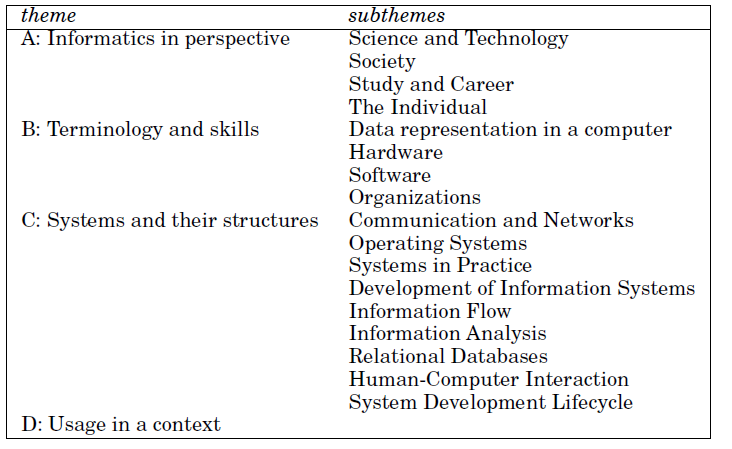 theme subthemes
A: Informatics in perspective Science and Technology
Society
Study and Career
The Individual
B: Terminology and skills Data representation in a computer
Hardware
Software
Organizations
C: Systems and their structures Communication and Networks
Operating Systems
Systems in Practice
Development of Information Systems
Information Flow
Information Analysis
Relational Databases
Human-Computer Interaction
System Development Lifecycle
D: Usage in a context